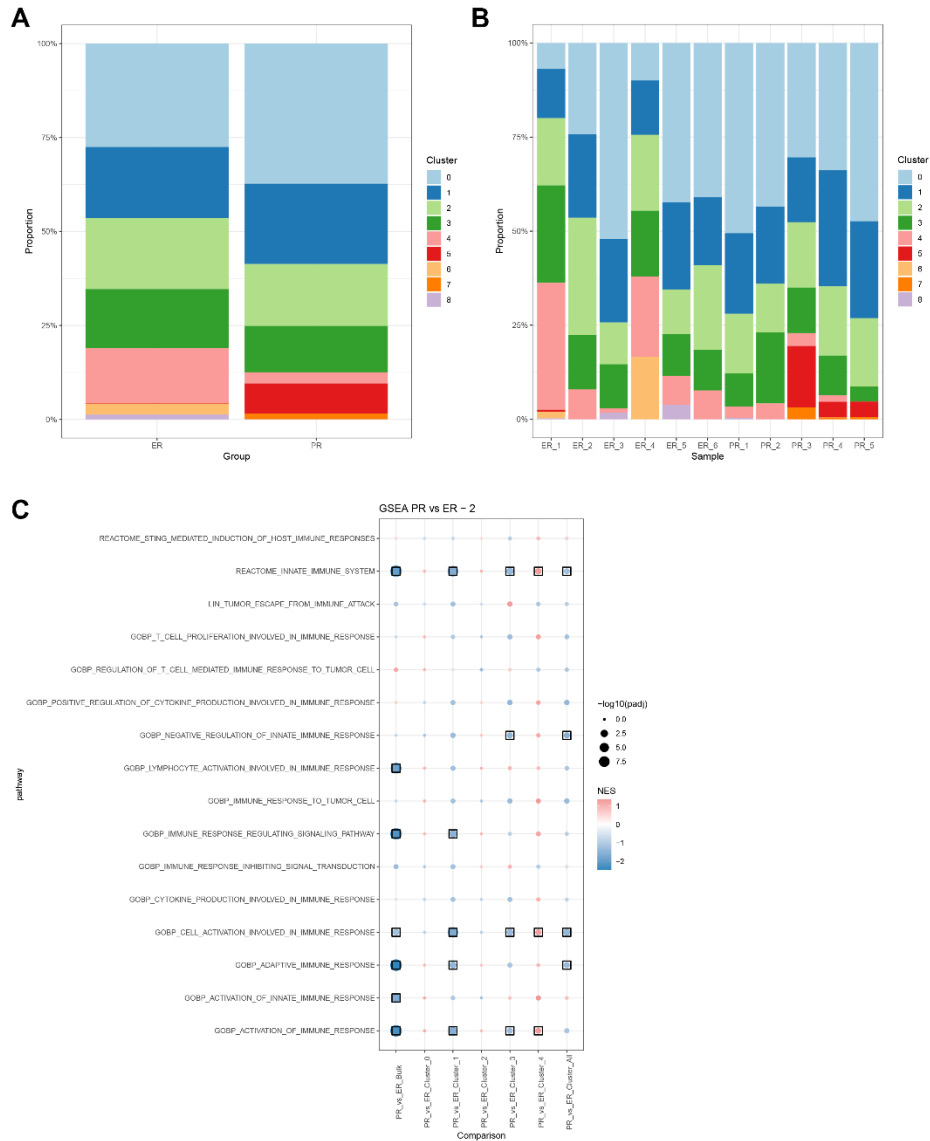 A
100%
75%
50%
25%
0%
Proportion
ER
PR
Group
Cluster
0
1
2
3
4
5
6
7
8
B
100%
75%
50%
25%
0%
Proportion
ER_1
ER_2
ER_3
ER_4
ER_5
ER_6
PR_1
PR_2
PR_3
PR_4
PR_5
Sample
Cluster
0
1
2
3
4
5
6
7
8
C
GSEA PR vs ER − 2
pathway
REACTOME_STING_MEDIATED_INDUCTION_OF_HOST_IMMUNE_RESPONSES
REACTOME_INNATE_IMMUNE_SYSTEM
LIN_TUMOR_ESCAPE_FROM_IMMUNE_ATTACK
GOBP_T_CELL_PROLIFERATION_INVOLVED_IN_IMMUNE_RESPONSE
GOBP_REGULATION_OF_T_CELL_MEDIATED_IMMUNE_RESPONSE_TO_TUMOR_CELL
GOBP_POSITIVE_REGULATION_OF_CYTOKINE_PRODUCTION_INVOLVED_IN_IMMUNE_RESPONSE
GOBP_NEGATIVE_REGULATION_OF_INNATE_IMMUNE_RESPONSE
GOBP_LYMPHOCYTE_ACTIVATION_INVOLVED_IN_IMMUNE_RESPONSE
GOBP_IMMUNE_RESPONSE_TO_TUMOR_CELL
GOBP_IMMUNE_RESPONSE_REGULATING_SIGNALING_PATHWAY
GOBP_IMMUNE_RESPONSE_INHIBITING_SIGNAL_TRANSDUCTION
GOBP_CYTOKINE_PRODUCTION_INVOLVED_IN_IMMUNE_RESPONSE
GOBP_CELL_ACTIVATION_INVOLVED_IN_IMMUNE_RESPONSE
GOBP_ADAPTIVE_IMMUNE_RESPONSE
GOBP_ACTIVATION_OF_INNATE_IMMUNE_RESPONSE
GOBP_ACTIVATION_OF_IMMUNE_RESPONSE
PR_vs_ER_Bulk
PR_vs_ER_Cluster_0
PR_vs_ER_Cluster_1
PR_vs_ER_Cluster_2
PR_vs_ER_Cluster_3
PR_vs_ER_Cluster_4
PR_vs_ER_Cluster_All
Comparison
−log10(padj)
0.0
2.5
5.0
7.5
NES
1
0
−1
−2